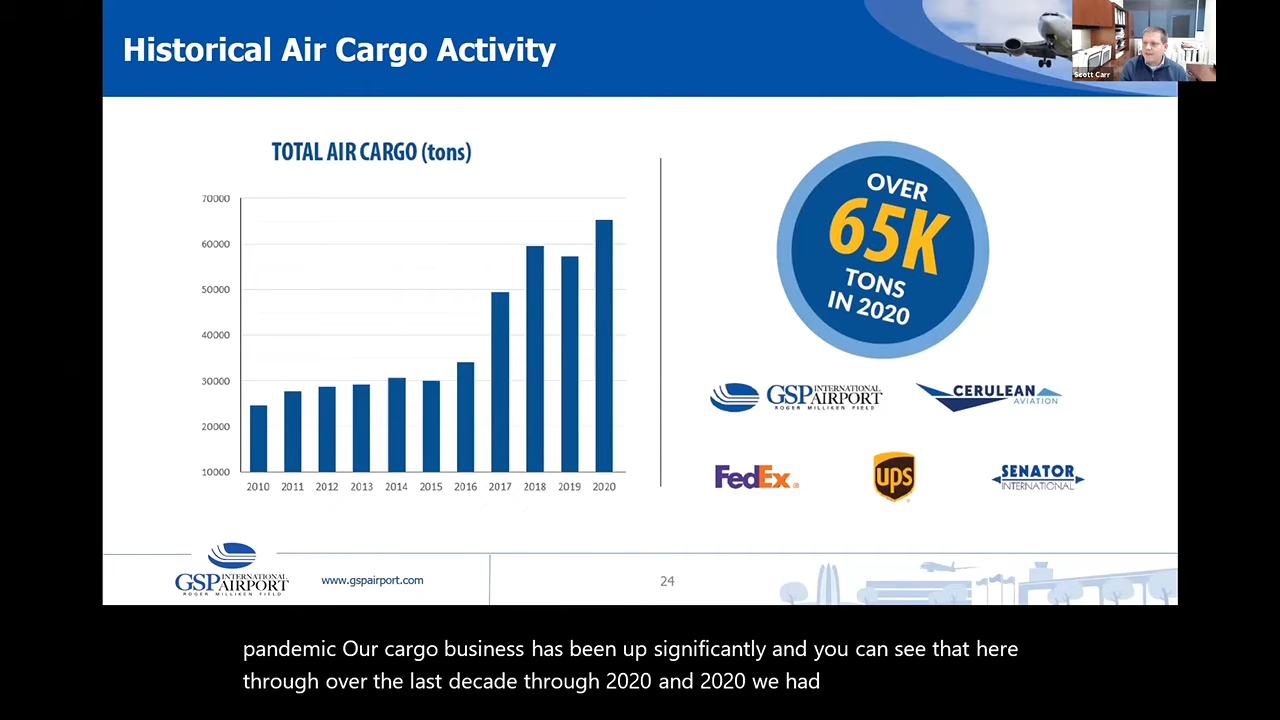 Historical Air Cargo Activity
Scott Carr
TOTAL AIR CARGO (tons)
70000
60000
50000
40000
30000
20000
10000
2010 2011 2012 2013 2014 2015 2016 2017 2018 2019 2020
OVER
65K
TONS
IN 2020
GSP INTERNATIONAL AIRPORT
ROGER MILLIKEN FIELD
CERULEAN
AVIATION
FedEx®
ups
SENATOR
INTERNATIONAL
GSP INTERNATIONAL AIRPORT
ROGER MILLIKEN FIELD
www.gspairport.com
24
pandemic Our cargo business has been up significantly and you can see that here
through over the last decade through 2020 and 2020 we had